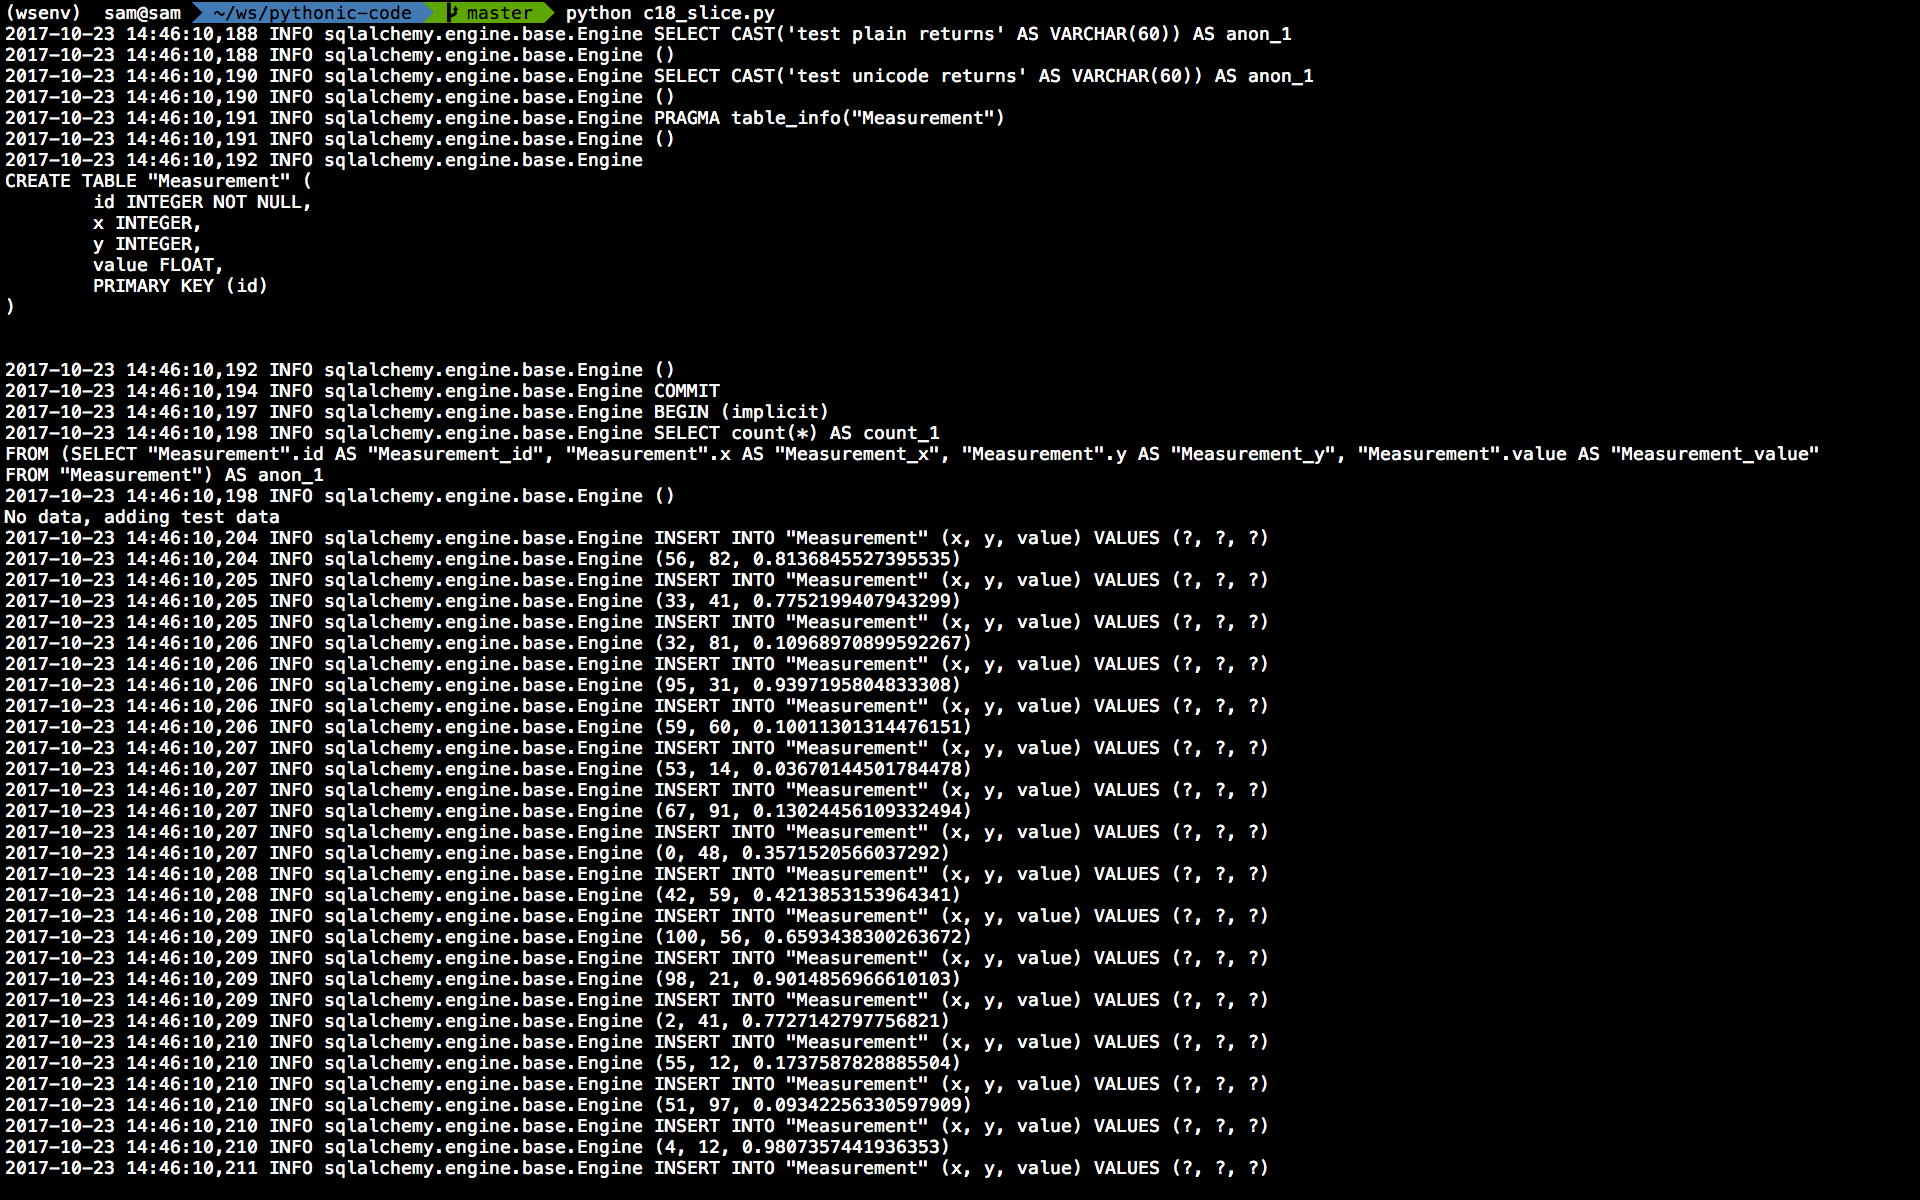 (wsenv)  sam@sam  ~/ws/pythonic-code  master  python c18_slice.py
2017-10-23 14:46:10,188 INFO sqlalchemy.engine.base.Engine SELECT CAST('test plain returns' AS VARCHAR(60)) AS anon_1
2017-10-23 14:46:10,188 INFO sqlalchemy.engine.base.Engine ()
2017-10-23 14:46:10,190 INFO sqlalchemy.engine.base.Engine SELECT CAST('test unicode returns' AS VARCHAR(60)) AS anon_1
2017-10-23 14:46:10,190 INFO sqlalchemy.engine.base.Engine ()
2017-10-23 14:46:10,191 INFO sqlalchemy.engine.base.Engine PRAGMA table_info("Measurement")
2017-10-23 14:46:10,191 INFO sqlalchemy.engine.base.Engine ()
2017-10-23 14:46:10,192 INFO sqlalchemy.engine.base.Engine
CREATE TABLE "Measurement" (
        id INTEGER NOT NULL,
        x INTEGER,
        y INTEGER,
        value FLOAT,
        PRIMARY KEY (id)
)
2017-10-23 14:46:10,192 INFO sqlalchemy.engine.base.Engine ()
2017-10-23 14:46:10,194 INFO sqlalchemy.engine.base.Engine COMMIT
2017-10-23 14:46:10,197 INFO sqlalchemy.engine.base.Engine BEGIN (implicit)
2017-10-23 14:46:10,198 INFO sqlalchemy.engine.base.Engine SELECT count(*) AS count_1
FROM (SELECT "Measurement".id AS "Measurement_id", "Measurement".x AS "Measurement_x", "Measurement".y AS "Measurement_y", "Measurement".value AS "Measurement_value"
FROM "Measurement") AS anon_1
2017-10-23 14:46:10,198 INFO sqlalchemy.engine.base.Engine ()
No data, adding test data
2017-10-23 14:46:10,204 INFO sqlalchemy.engine.base.Engine INSERT INTO "Measurement" (x, y, value) VALUES (?, ?, ?)
2017-10-23 14:46:10,204 INFO sqlalchemy.engine.base.Engine (56, 82, 0.8136845527395535)
2017-10-23 14:46:10,205 INFO sqlalchemy.engine.base.Engine INSERT INTO "Measurement" (x, y, value) VALUES (?, ?, ?)
2017-10-23 14:46:10,205 INFO sqlalchemy.engine.base.Engine (33, 41, 0.7752199407943299)
2017-10-23 14:46:10,205 INFO sqlalchemy.engine.base.Engine INSERT INTO "Measurement" (x, y, value) VALUES (?, ?, ?)
2017-10-23 14:46:10,206 INFO sqlalchemy.engine.base.Engine (32, 81, 0.10968970899592267)
2017-10-23 14:46:10,206 INFO sqlalchemy.engine.base.Engine INSERT INTO "Measurement" (x, y, value) VALUES (?, ?, ?)
2017-10-23 14:46:10,206 INFO sqlalchemy.engine.base.Engine (95, 31, 0.9397195804833308)
2017-10-23 14:46:10,206 INFO sqlalchemy.engine.base.Engine INSERT INTO "Measurement" (x, y, value) VALUES (?, ?, ?)
2017-10-23 14:46:10,206 INFO sqlalchemy.engine.base.Engine (59, 60, 0.10011301314476151)
2017-10-23 14:46:10,207 INFO sqlalchemy.engine.base.Engine INSERT INTO "Measurement" (x, y, value) VALUES (?, ?, ?)
2017-10-23 14:46:10,207 INFO sqlalchemy.engine.base.Engine (53, 14, 0.03670144501784478)
2017-10-23 14:46:10,207 INFO sqlalchemy.engine.base.Engine INSERT INTO "Measurement" (x, y, value) VALUES (?, ?, ?)
2017-10-23 14:46:10,207 INFO sqlalchemy.engine.base.Engine (67, 91, 0.13024456109332494)
2017-10-23 14:46:10,207 INFO sqlalchemy.engine.base.Engine INSERT INTO "Measurement" (x, y, value) VALUES (?, ?, ?)
2017-10-23 14:46:10,207 INFO sqlalchemy.engine.base.Engine (0, 48, 0.3571520566037292)
2017-10-23 14:46:10,208 INFO sqlalchemy.engine.base.Engine INSERT INTO "Measurement" (x, y, value) VALUES (?, ?, ?)
2017-10-23 14:46:10,208 INFO sqlalchemy.engine.base.Engine (42, 59, 0.4213853153964341)
2017-10-23 14:46:10,208 INFO sqlalchemy.engine.base.Engine INSERT INTO "Measurement" (x, y, value) VALUES (?, ?, ?)
2017-10-23 14:46:10,209 INFO sqlalchemy.engine.base.Engine (100, 56, 0.6593438300263672)
2017-10-23 14:46:10,209 INFO sqlalchemy.engine.base.Engine INSERT INTO "Measurement" (x, y, value) VALUES (?, ?, ?)
2017-10-23 14:46:10,209 INFO sqlalchemy.engine.base.Engine (98, 21, 0.9014856966610103)
2017-10-23 14:46:10,209 INFO sqlalchemy.engine.base.Engine INSERT INTO "Measurement" (x, y, value) VALUES (?, ?, ?)
2017-10-23 14:46:10,209 INFO sqlalchemy.engine.base.Engine (2, 41, 0.7727142797756821)
2017-10-23 14:46:10,210 INFO sqlalchemy.engine.base.Engine INSERT INTO "Measurement" (x, y, value) VALUES (?, ?, ?)
2017-10-23 14:46:10,210 INFO sqlalchemy.engine.base.Engine (55, 12, 0.1737587828885504)
2017-10-23 14:46:10,210 INFO sqlalchemy.engine.base.Engine INSERT INTO "Measurement" (x, y, value) VALUES (?, ?, ?)
2017-10-23 14:46:10,210 INFO sqlalchemy.engine.base.Engine (51, 97, 0.09342256330597909)
2017-10-23 14:46:10,210 INFO sqlalchemy.engine.base.Engine INSERT INTO "Measurement" (x, y, value) VALUES (?, ?, ?)
2017-10-23 14:46:10,210 INFO sqlalchemy.engine.base.Engine (4, 12, 0.9807357441936353)
2017-10-23 14:46:10,211 INFO sqlalchemy.engine.base.Engine INSERT INTO "Measurement" (x, y, value) VALUES (?, ?, ?)